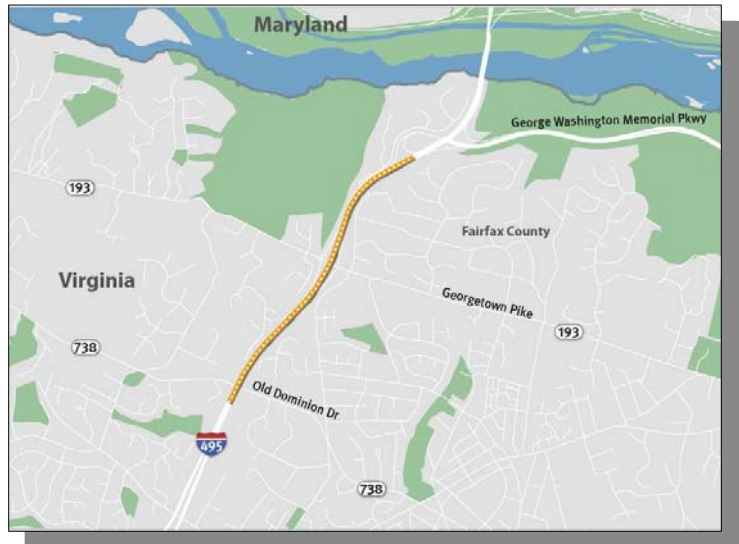 Maryland
George Washington Memorial Pkwy
193
Fairfax County
Virginia
Georgetown Pike
193
738
Old Dominion Dr
495
738